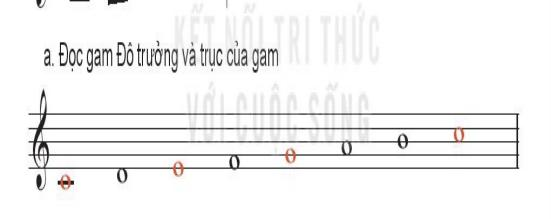 KẾT NỐI TRI THỨC
a. Đọc gam Đô trưởng và trục của gam
VỚI CUỘC SỐNG